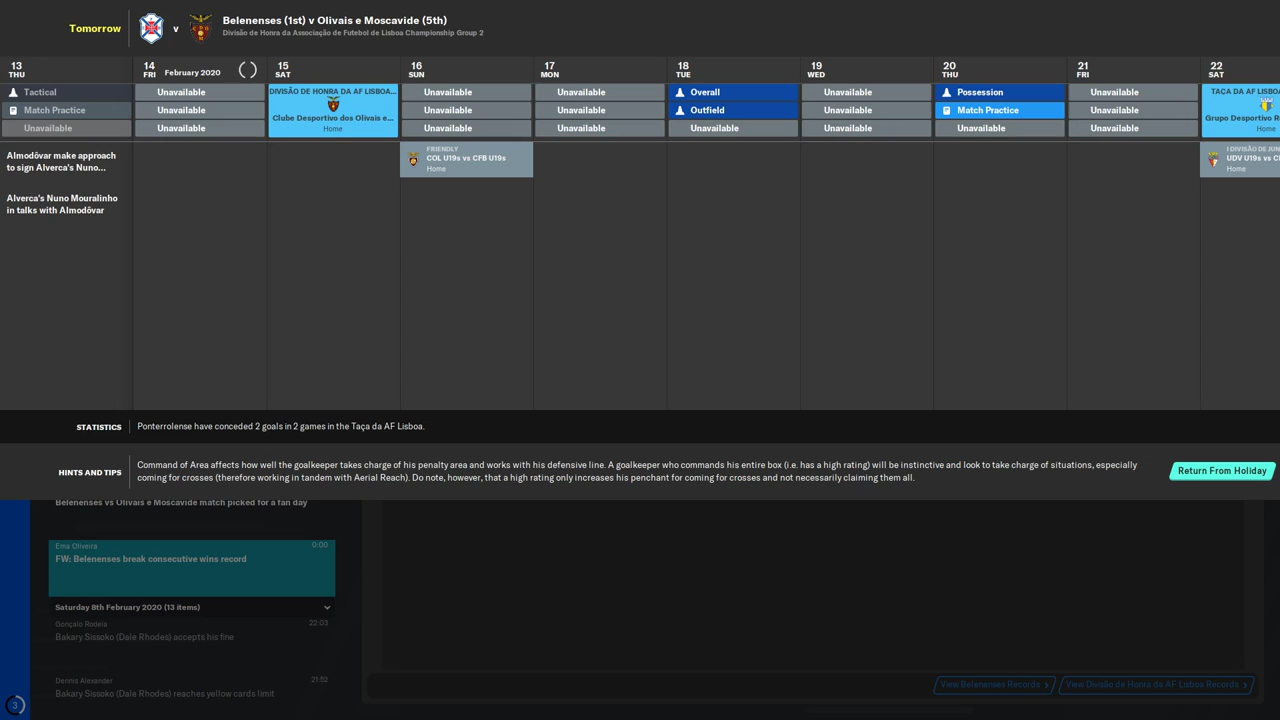 Tomorrow
v
Belenenses (1st) v Olivais e Moscavide (5th)
Divisão de Honra da Associação de Futebol de Lisboa Championship Group 2
13
THU
14
FRI
February 2020
15
SAT
16
SUN
17
MON
18
TUE
19
WED
20
THU
21
FRI
22
SAT
Tactical
Match Practice
Unavailable
Unavailable
Unavailable
Unavailable
DIVISÃO DE HONRA DA AF LISBOA...
Clube Desportivo dos Olivais e...
Home
Unavailable
Unavailable
Unavailable
Unavailable
Unavailable
Unavailable
Overall
Outfield
Unavailable
Unavailable
Unavailable
Unavailable
Possession
Match Practice
Unavailable
Unavailable
Unavailable
Unavailable
TAÇA DA AF LISBOA
Grupo Desportivo R
Home
Almodôvar make approach
to sign Alverca's Nuno...
Alverca's Nuno Mouralinho
in talks with Almodôvar
FRIENDLY
COL U19s vs CFB U19s
Home
I DIVISÃO DE JUN
UDV U19s vs C
Home
STATISTICS
Ponterrolense have conceded 2 goals in 2 games in the Taça da AF Lisboa.
HINTS AND TIPS
Command of Area affects how well the goalkeeper takes charge of his penalty area and works with his defensive line. A goalkeeper who commands his entire box (i.e. has a high rating) will be instinctive and look to take charge of situations, especially
coming for crosses (therefore working in tandem with Aerial Reach). Do note, however, that a high rating only increases his penchant for coming for crosses and not necessarily claiming them all.
Return From Holiday
Belenenses vs Olivais e Moscavide match picked for a fan day
Ema Oliveira
0:00
FW: Belenenses break consecutive wins record
Saturday 8th February 2020 (13 items)
Gonçalo Rodeis
22:03
Bakary Sissoko (Dale Rhodes) accepts his fine
Dennis Alexander
21:52
Bakary Sissoko (Dale Rhodes) reaches yellow cards limit
View Belenenses Records
View Divisão de Honra da AF Lisboa Records
3